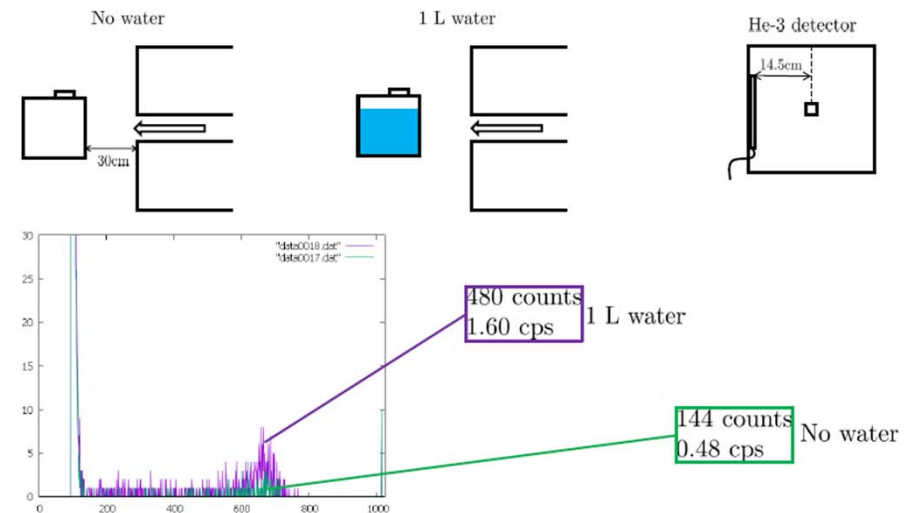 No water
1 L water
He-3 detector
14.5cm
30cm
"data0018.dat"
"data0017.dat"
30
25
20
15
10
5
0
0 200 400 600 800 1000
480 counts
1.60 cps
1 L water
144 counts
0.48 cps
No water